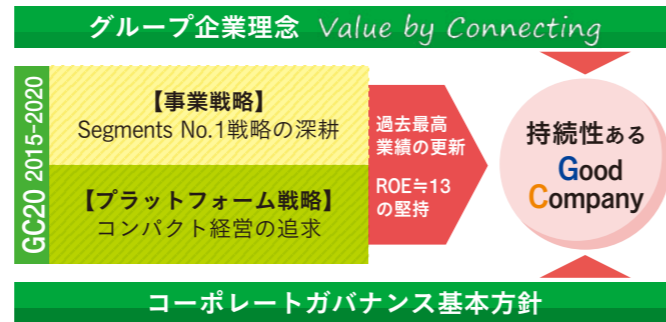 グループ企業理念 Value by Connecting
GC20 2015-2020
【事業戦略】
Segments No.1戦略の深耕
【プラットフォーム戦略】
コンパクト経営の追求
過去最高
業績の更新
ROE≒13
の堅持
持続性ある
Good
Company
コーポレートガバナンス基本方針